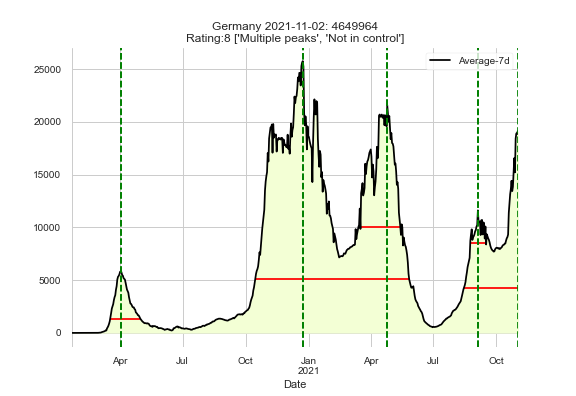 Germany 2021-11-02: 4649964
Rating:8 ['Multiple peaks', 'Not in control']
Average-7d
25000
20000
15000
10000
5000
0
Apr Jul Oct Jan Apr Jul Oct
2021
Date